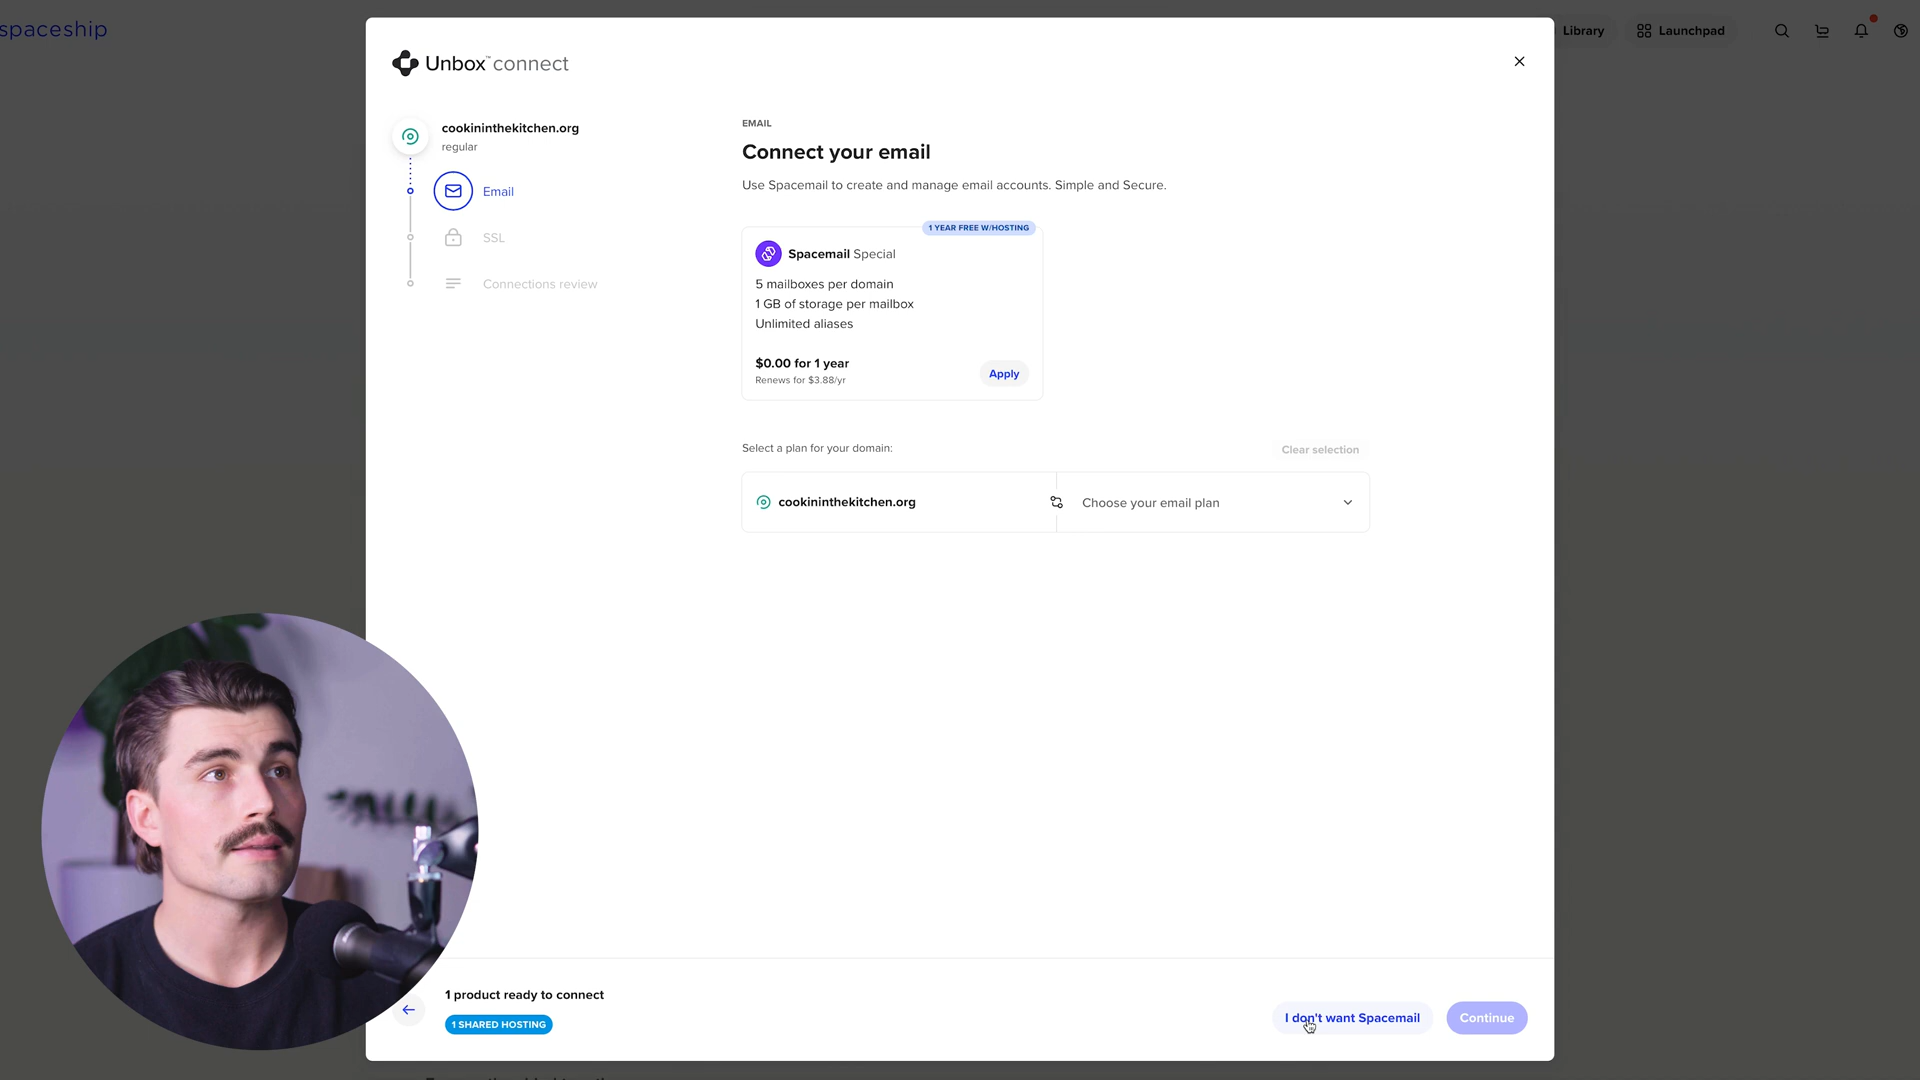 spaceship
Library
Launchpad
Unbox™ connect
cookininthekitchen.org
regular
Email
SSL
Connections review
EMAIL
Connect your email
Use Spacemail to create and manage email accounts. Simple and Secure.
1 YEAR FREE W/HOSTING
Spacemail Special
5 mailboxes per domain
1 GB of storage per mailbox
Unlimited aliases
$0.00 for 1 year
Renews for $3.88/yr
Apply
Select a plan for your domain:
Clear selection
cookininthekitchen.org
Choose your email plan
1 product ready to connect
1 SHARED HOSTING
I don't want Spacemail
Continue